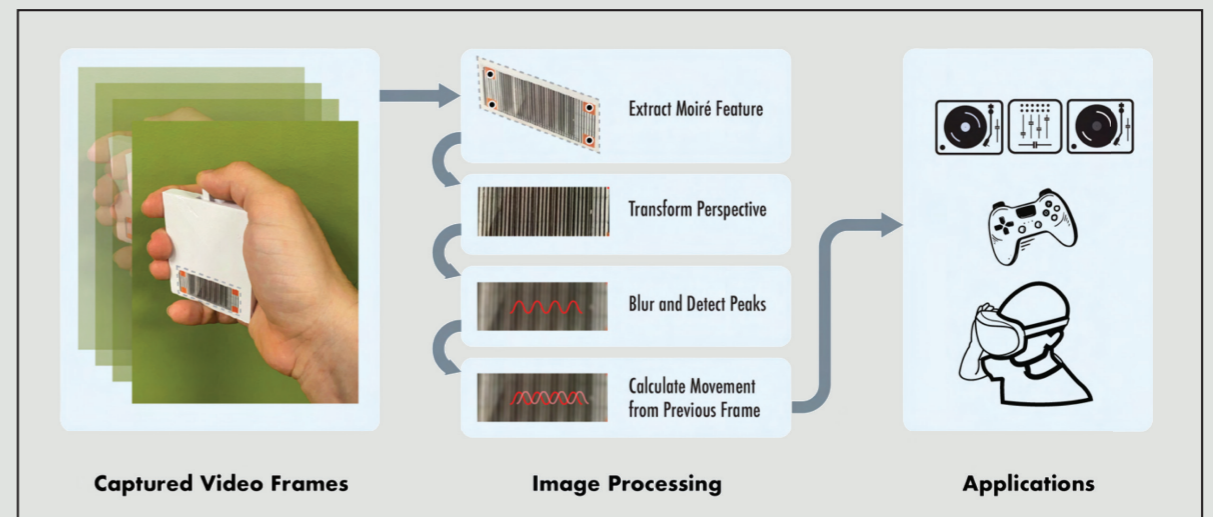 Extract Moiré Feature
Transform Perspective
Blur and Detect Peaks
Calculate Movement
from Previous Frame
Captured Video Frames
Image Processing
Applications